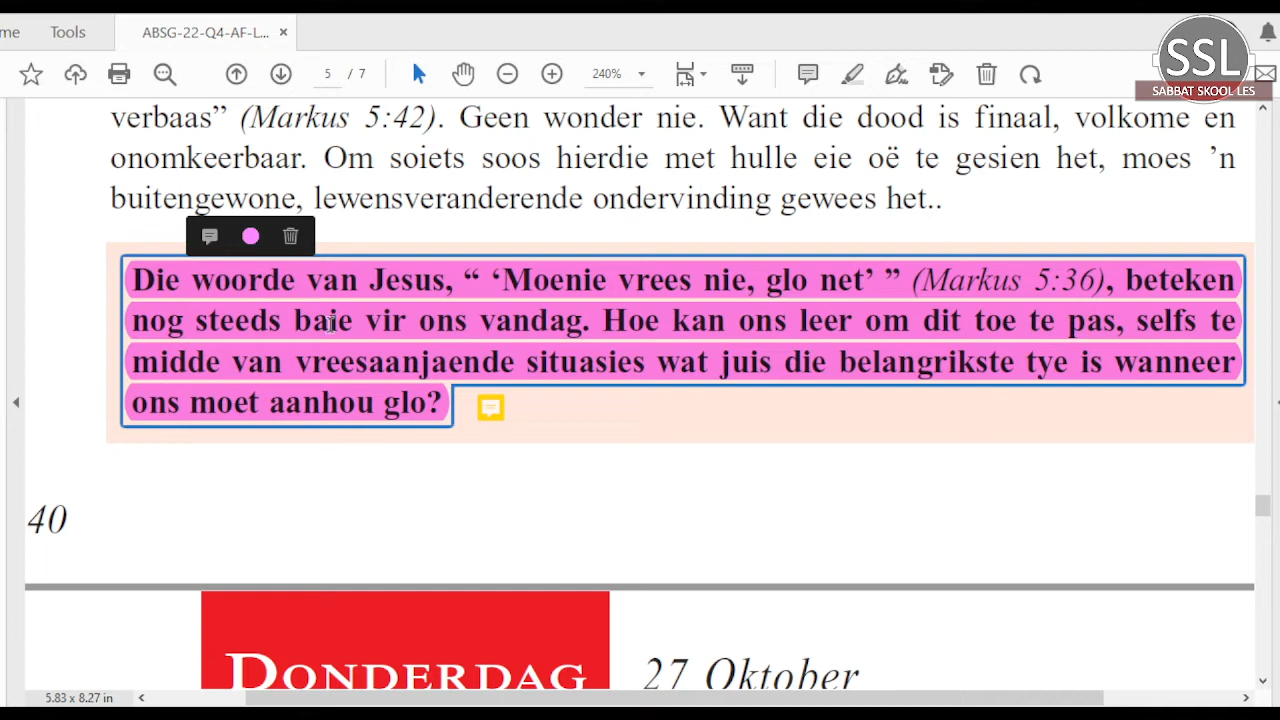 me
Tools
ABSG-22-Q4-AF-L... ×
SSL
SABBAT SKOOL LES
5 / 7
240%
verbaas” (Markus 5:42). Geen wonder nie. Want die dood is finaal, volkome en
onomkeerbaar. Om soiets soos hierdie met hulle eie oë te gesien het, moes ’n
buitengewone, lewensveranderende ondervinding gewees het..
Die woorde van Jesus, “ ‘Moenie vrees nie, glo net’ ” (Markus 5:36), beteken
nog steeds baie vir ons vandag. Hoe kan ons leer om dit toe te pas, selfs te
midde van vreesaanjaende situasies wat juis die belangrikste tye is wanneer
ons moet aanhou glo?
40
DONDERDAG
27 Oktober
5.83 x 8.27 in